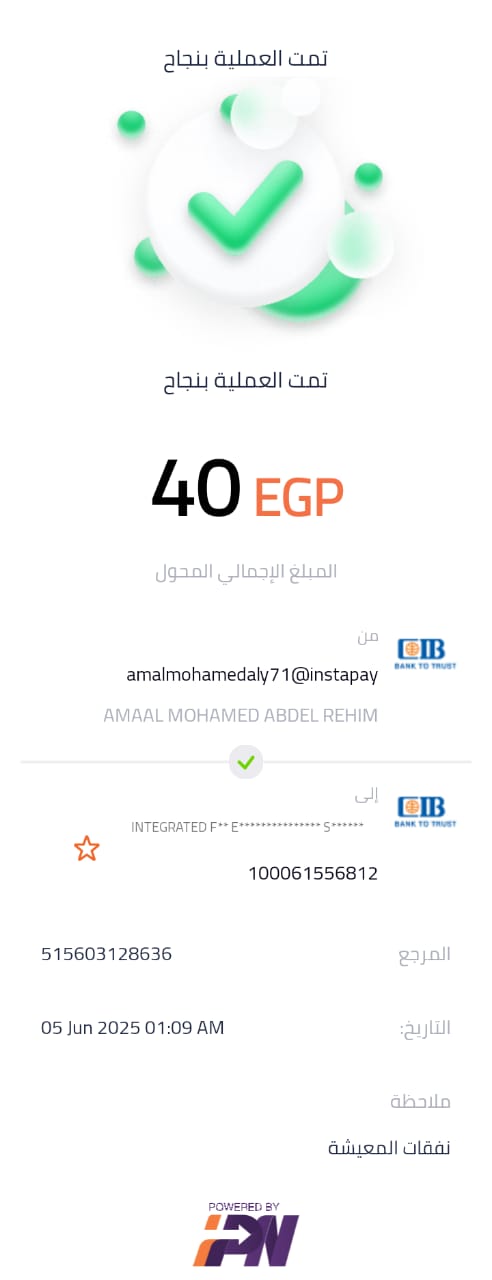 تمت العملية بنجاح
تمت العملية بنجاح
40 EGP
المبلغ الإجمالي المحول
من
CIB
BANK TO TRUST
amalmohamedaly71@instapay
AMAAL MOHAMED ABDEL REHIM
إلى
CIB
BANK TO TRUST
INTEGRATED F** E*************** S******
100061556812
المرجع 515603128636
التاريخ: 05 Jun 2025 01:09 AM
ملاحظة
نفقات المعيشة
POWERED BY
IPN